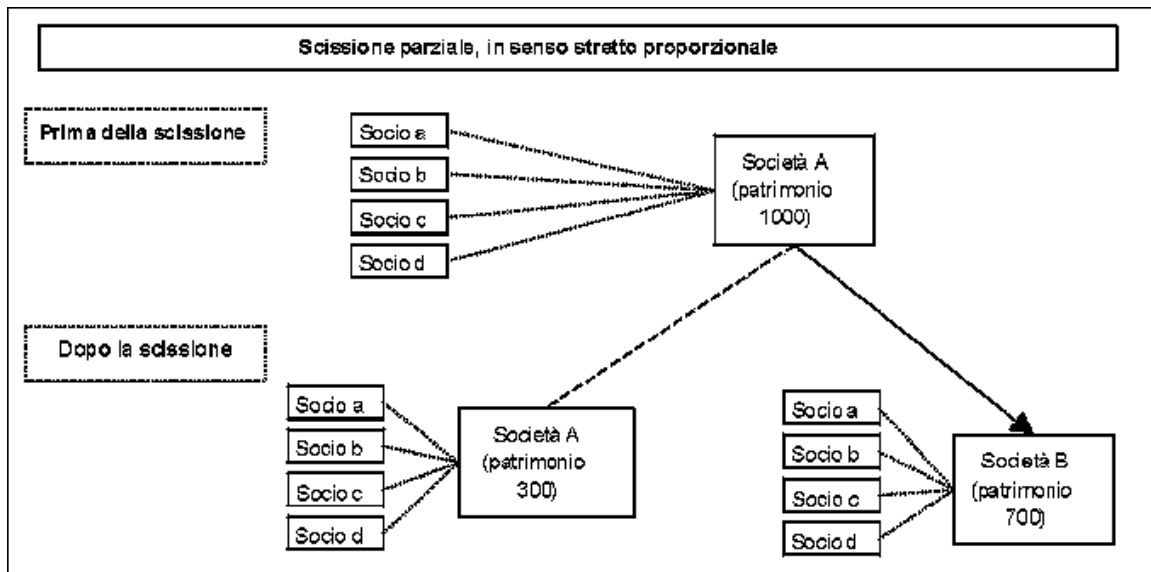 Scissione parziale, in senso stretto proporzionale
Prima della scissione
Socio a
Socio b
Socio c
Socio d
Società A
(patrimonio
1000)
Dopo la scissione
Socio a
Socio b
Socio c
Socio d
Società A
(patrimonio
300)
Socio a
Socio b
Socio c
Socio d
Società B
(patrimonio
700)